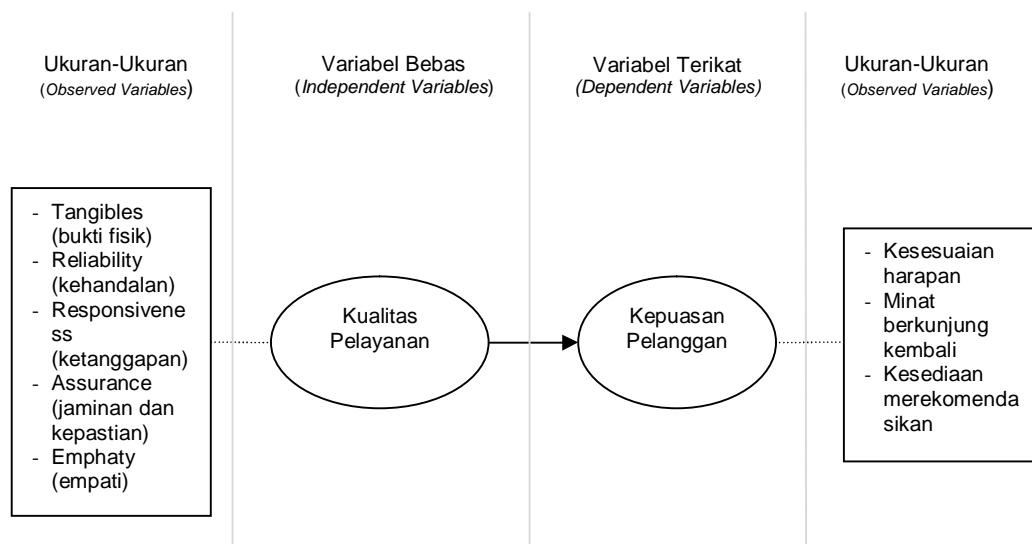 Ukuran-Ukuran
(Observed Variables)
Variabel Bebas
(Independent Variables)
Variabel Terikat
(Dependent Variables)
Ukuran-Ukuran
(Observed Variables)
- Tangibles
(bukti fisik)
- Reliability
(kehandalan)
- Responsivene
ss
(ketanggapan)
- Assurance
(jaminan dan
kepastian)
- Emphaty
(empati)
Kualitas
Pelayanan
Kepuasan
Pelanggan
- Kesesuaian
harapan
- Minat
berkunjung
kembali
- Kesediaan
merekomenda
sikan